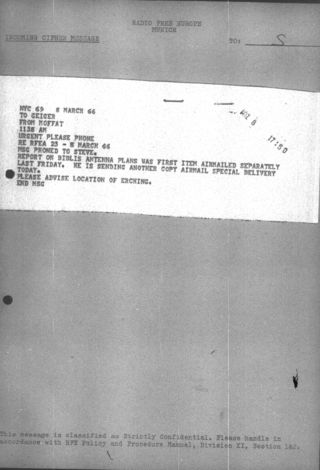 RADIO FREE EUROPE
MUNICH
INCOMING CIPHER MESSAGE
TO: S
NYC 69 8 MARCH 66
TO GEIGER
FROM MOFFAT
1135 AM
URGENT PLEASE PHONE
RE RFEA 23 - 8 MARCH 66
MSG PHONED TO STEVE.
REPORT ON BIBLIS ANTENNA PLANS WAS FIRST ITEM AIRMAILED SEPARATELY
LAST FRIDAY. WE IS SENDING ANOTHER COPY AIRMAIL SPECIAL DELIVERY
TODAY.
PLEASE ADVISE LOCATION OF ERCHING.
END MSG
This message is classified as Strictly Confidential. Please handle in
accordance with RFE Policy and Procedure Manual, Division XI, Section 1&2.